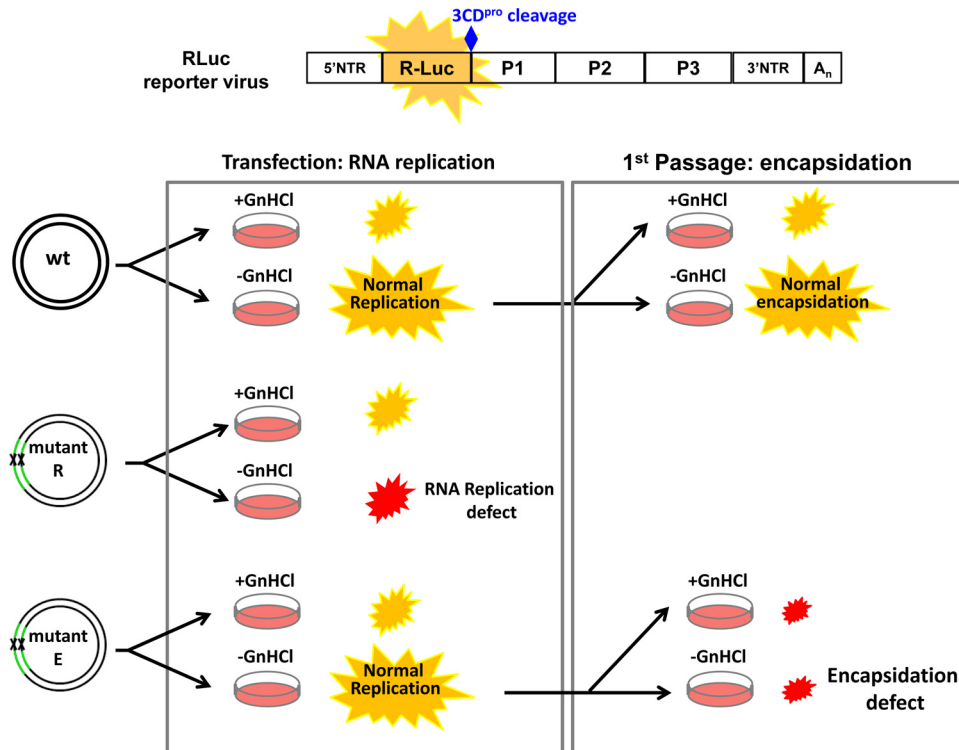 3CDpro cleavage
RLuc
reporter virus
5'NTR
R-Luc
P1
P2
P3
3'NTR
An
Transfection: RNA replication
1st Passage: encapsidation
wt
+GnHCl
-GnHCl
Normal
Replication
+GnHCl
-GnHCl
Normal
encapsidation
XX
mutant
R
+GnHCl
-GnHCl
RNA Replication
defect
XX
mutant
E
+GnHCl
-GnHCl
Normal
Replication
+GnHCl
-GnHCl
Encapsidation
defect